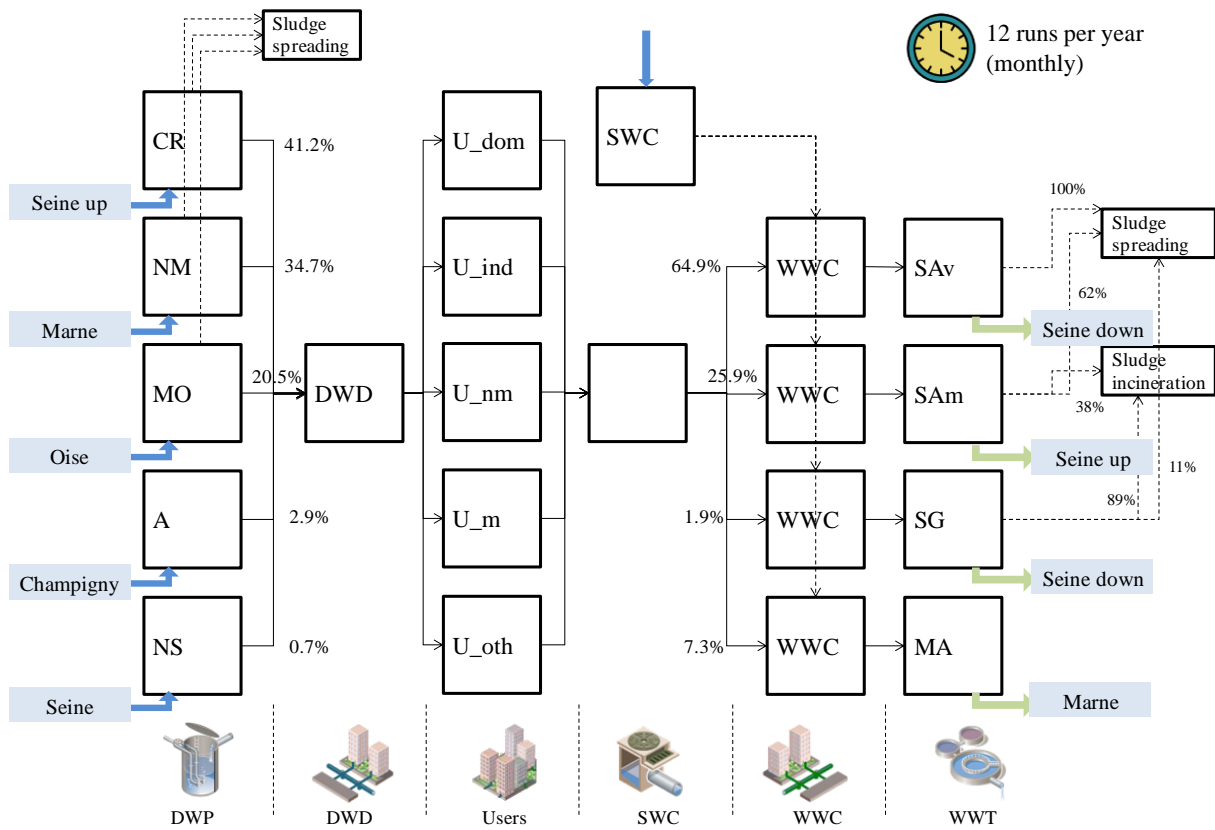 Sludge
spreading
12 runs per year
(monthly)
CR
41.2%
U_dom
SWC
Seine up
100%
NM
34.7%
U_ind
64.9%
WWC
SAv
Sludge
spreading
Marne
62%
Seine down
MO
20.5%
DWD
U_nm
25.9%
WWC
SAm
Sludge
incineration
38%
Oise
Seine up
11%
A
2.9%
U_m
1.9%
WWC
SG
89%
Champigny
Seine down
NS
0.7%
U_oth
7.3%
WWC
MA
Seine
Marne
DWP
DWD
Users
SWC
WWC
WWT